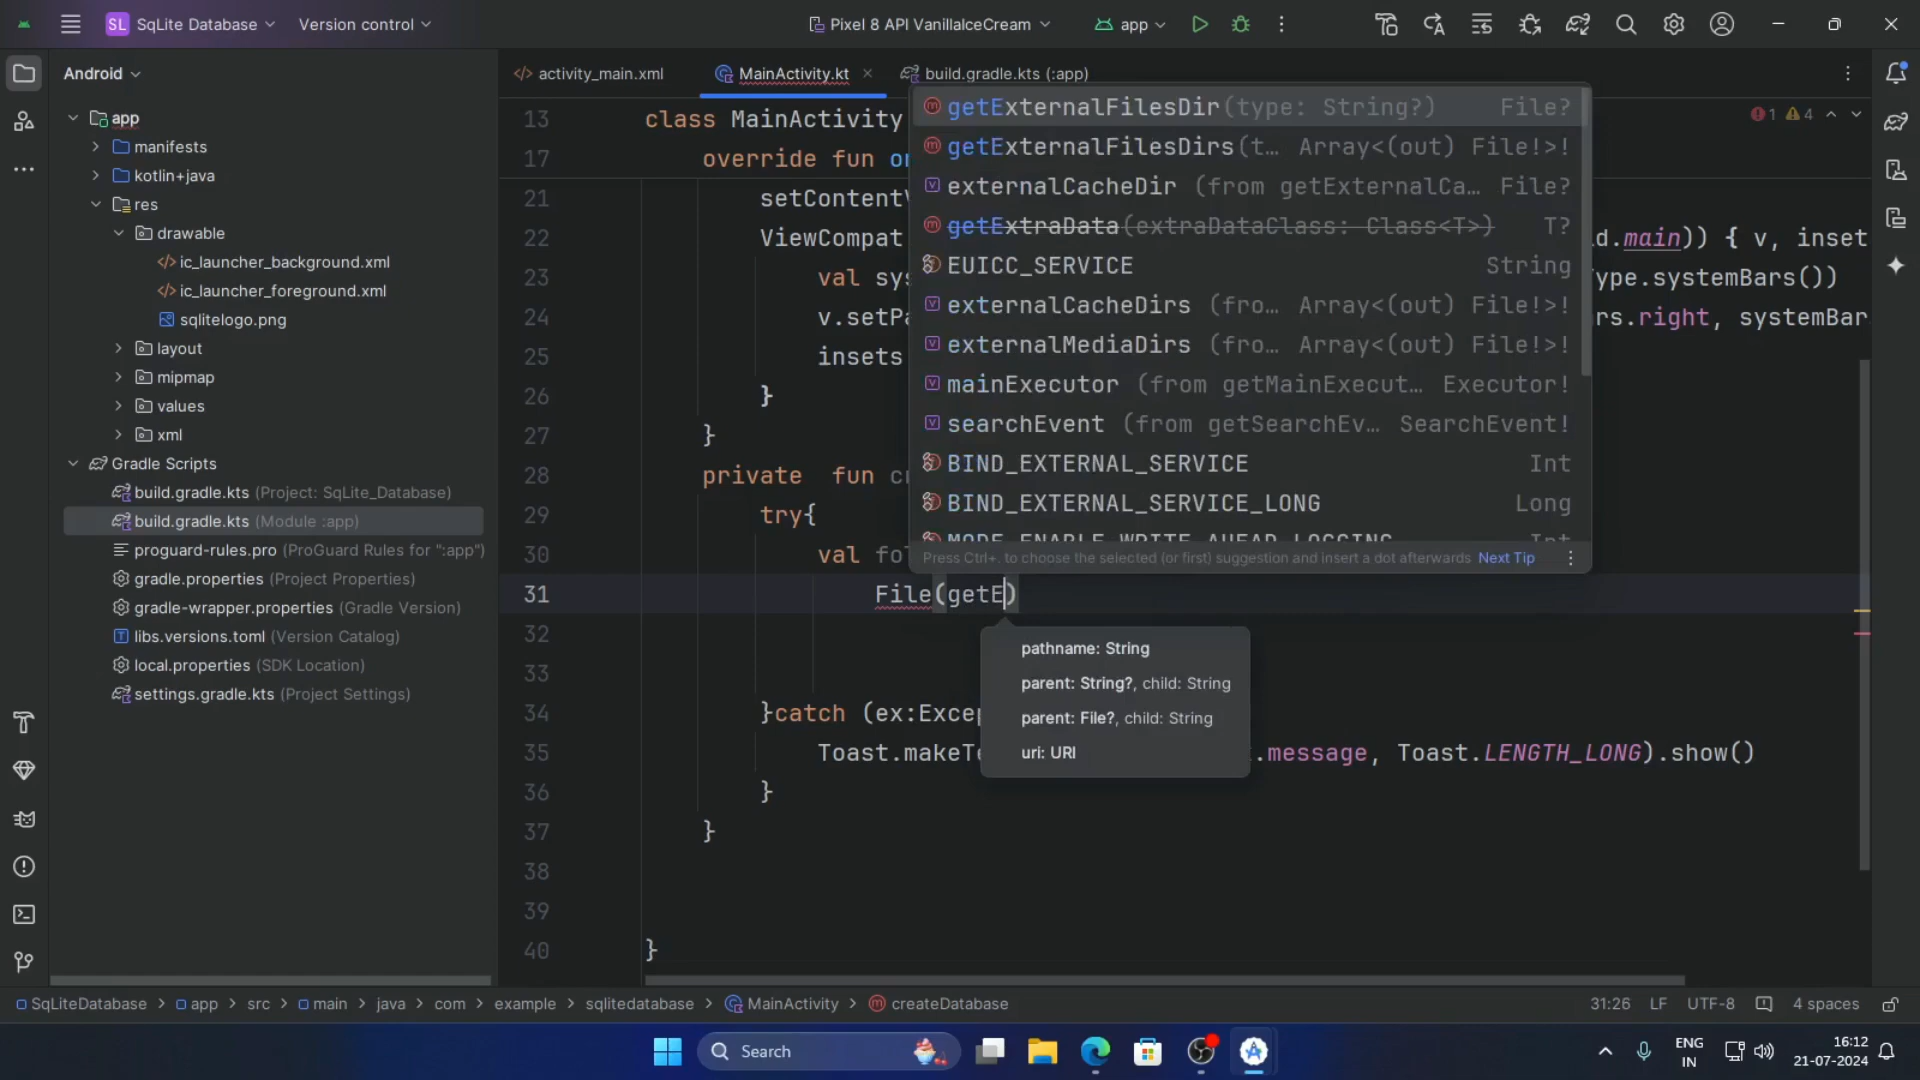 SL SqLite Database
Version control
Pixel 8 API VanillaIceCream
app
Android
activity_main.xml
MainActivity.kt
build.gradle.kts (:app)
app
manifests
kotlin+java
res
drawable
ic_launcher_background.xml
ic_launcher_foreground.xml
sqlitelogo.png
layout
mipmap
values
xml
Gradle Scripts
build.gradle.kts (Project: SqLite_Database)
build.gradle.kts (Module :app)
proguard-rules.pro (ProGuard Rules for ":app")
gradle.properties (Project Properties)
gradle-wrapper.properties (Gradle Version)
libs.versions.toml (Version Catalog)
local.properties (SDK Location)
settings.gradle.kts (Project Settings)
1 4
13 class MainActivity
17 override fun on
21 setContentV
22 ViewCompat d.main)) { v, inset
23 val sys ype.systemBars())
24 v.setPa rs.right, systemBar
25 insets
26 }
27 }
28 private fun cr
29 try{
30 val fol
31 File(getE)
32
33
34 }catch (ex:Excep
35 Toast.makeTe .message, Toast.LENGTH_LONG).show()
36 }
37 }
38
39
40 }
getExternalFilesDir(type: String?) File?
getExternalFilesDirs(t… Array<(out) File!>!
externalCacheDir (from getExternalCa… File?
getExtraData(extraDataClass: Class<T>) T?
EUICC_SERVICE String
externalCacheDirs (fro… Array<(out) File!>!
externalMediaDirs (fro… Array<(out) File!>!
mainExecutor (from getMainExecut… Executor!
searchEvent (from getSearchEv… SearchEvent!
BIND_EXTERNAL_SERVICE Int
BIND_EXTERNAL_SERVICE_LONG Long
MODE_ENABLE_WRITE_AHEAD_LOGGING Int
Press Ctrl+. to choose the selected (or first) suggestion and insert a dot afterwards Next Tip
pathname: String
parent: String?, child: String
parent: File?, child: String
uri: URI
SqLiteDatabase > app > src > main > java > com > example > sqlitedatabase > MainActivity > createDatabase
31:26 LF UTF-8 4 spaces
Search
ENG
IN
16:12
21-07-2024